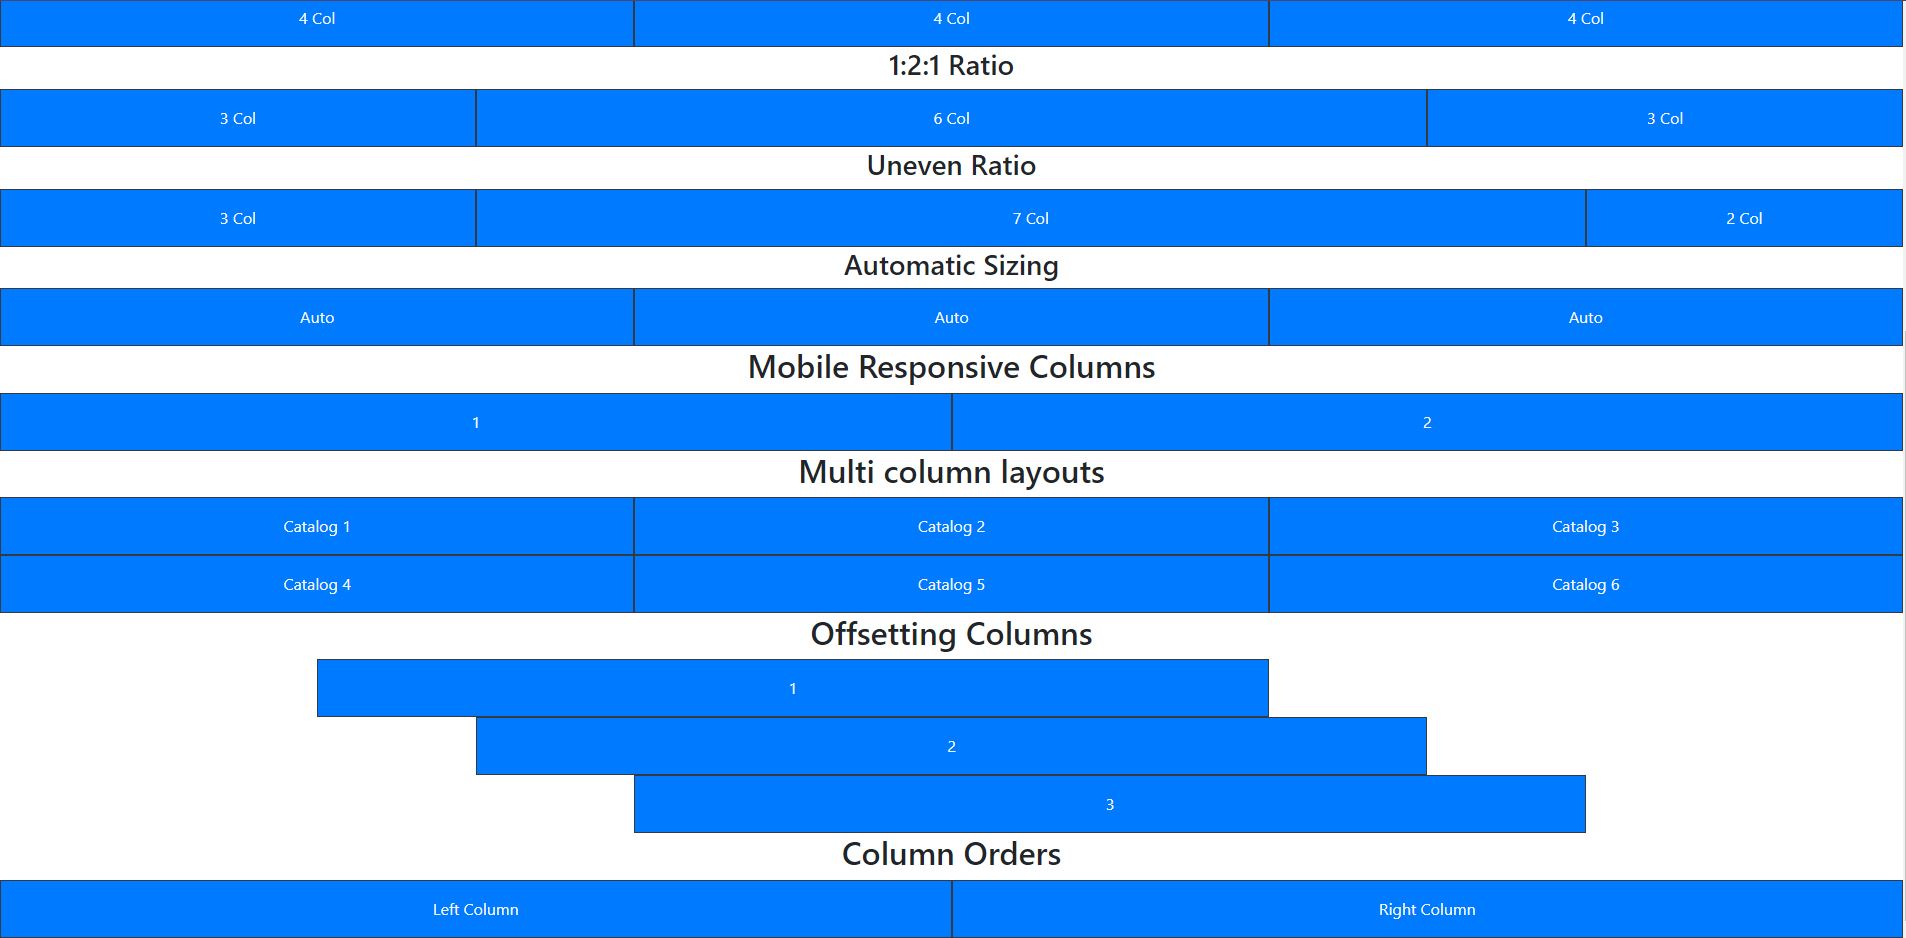 4 Col 4 Col 4 Col
1:2:1 Ratio
3 Col 6 Col 3 Col
Uneven Ratio
3 Col 7 Col 2 Col
Automatic Sizing
Auto Auto Auto
Mobile Responsive Columns
1 2
Multi column layouts
Catalog 1 Catalog 2 Catalog 3
Catalog 4 Catalog 5 Catalog 6
Offsetting Columns
1
2
3
Column Orders
Left Column Right Column